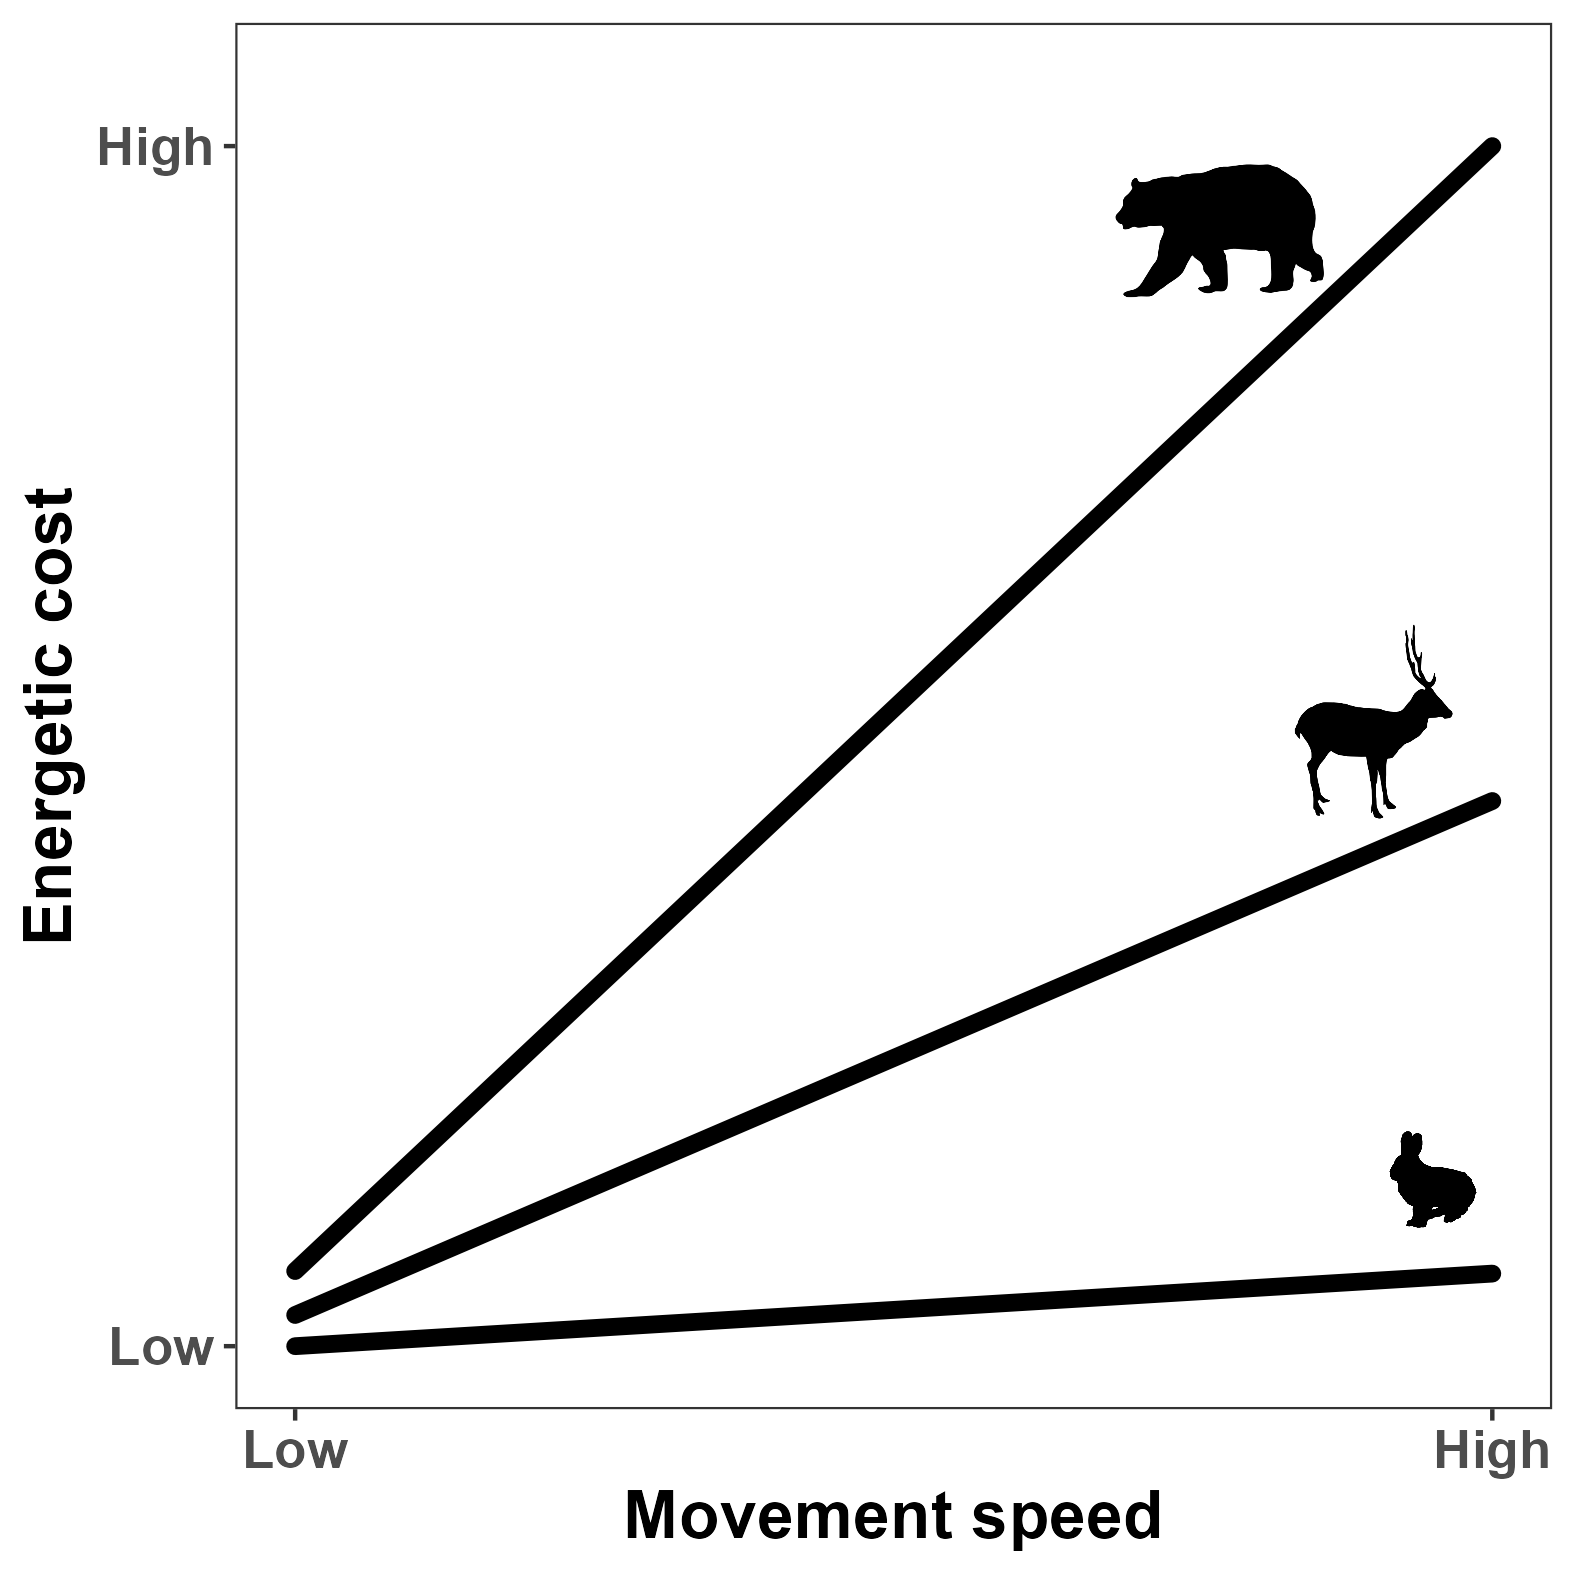 High
Energetic cost
Low
Low High
Movement speed